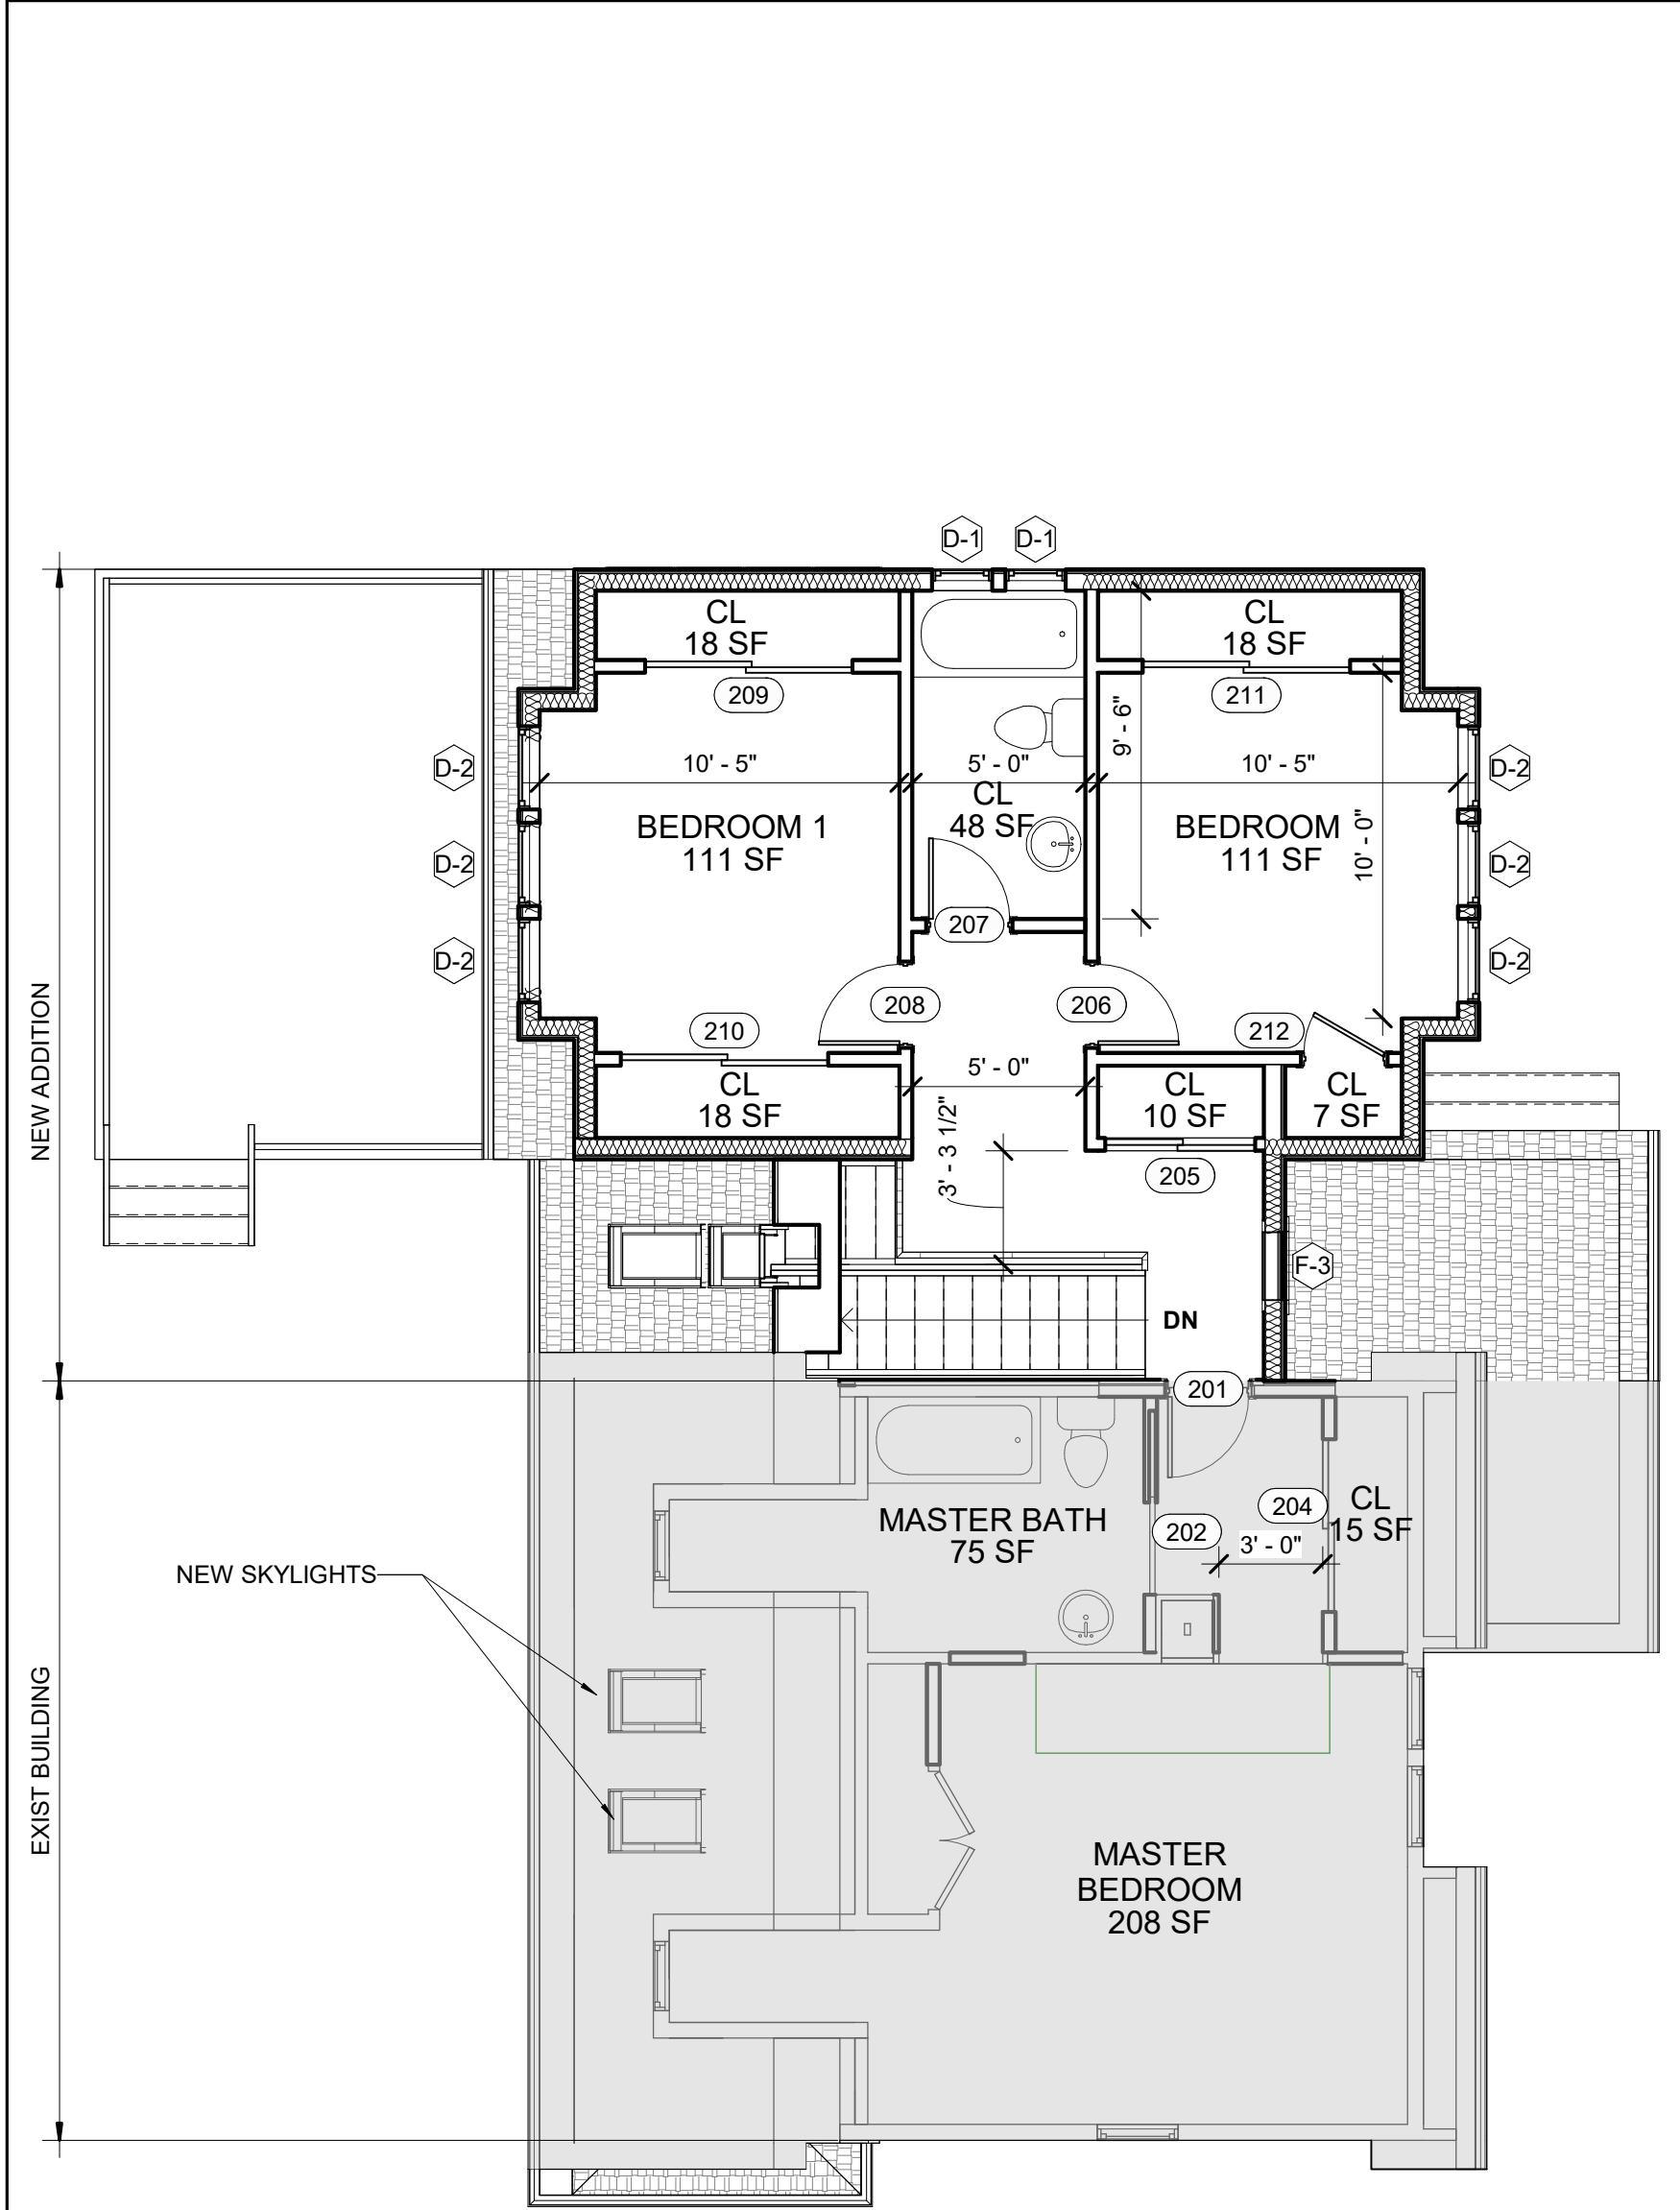 D-1 D-1
CL
18 SF
CL
18 SF
209
211
9' - 6"
D-2
10' - 5"
5' - 0"
10' - 5"
D-2
CL
48 SF
BEDROOM 1
111 SF
BEDROOM
111 SF
10' - 0"
D-2
D-2
207
D-2
D-2
NEW ADDITION
208
206
210
212
5' - 0"
CL
18 SF
CL
10 SF
CL
7 SF
3' - 3 1/2"
205
F-3
DN
201
MASTER BATH
75 SF
202
204
CL
15 SF
3' - 0"
NEW SKYLIGHTS
EXIST BUILDING
MASTER
BEDROOM
208 SF